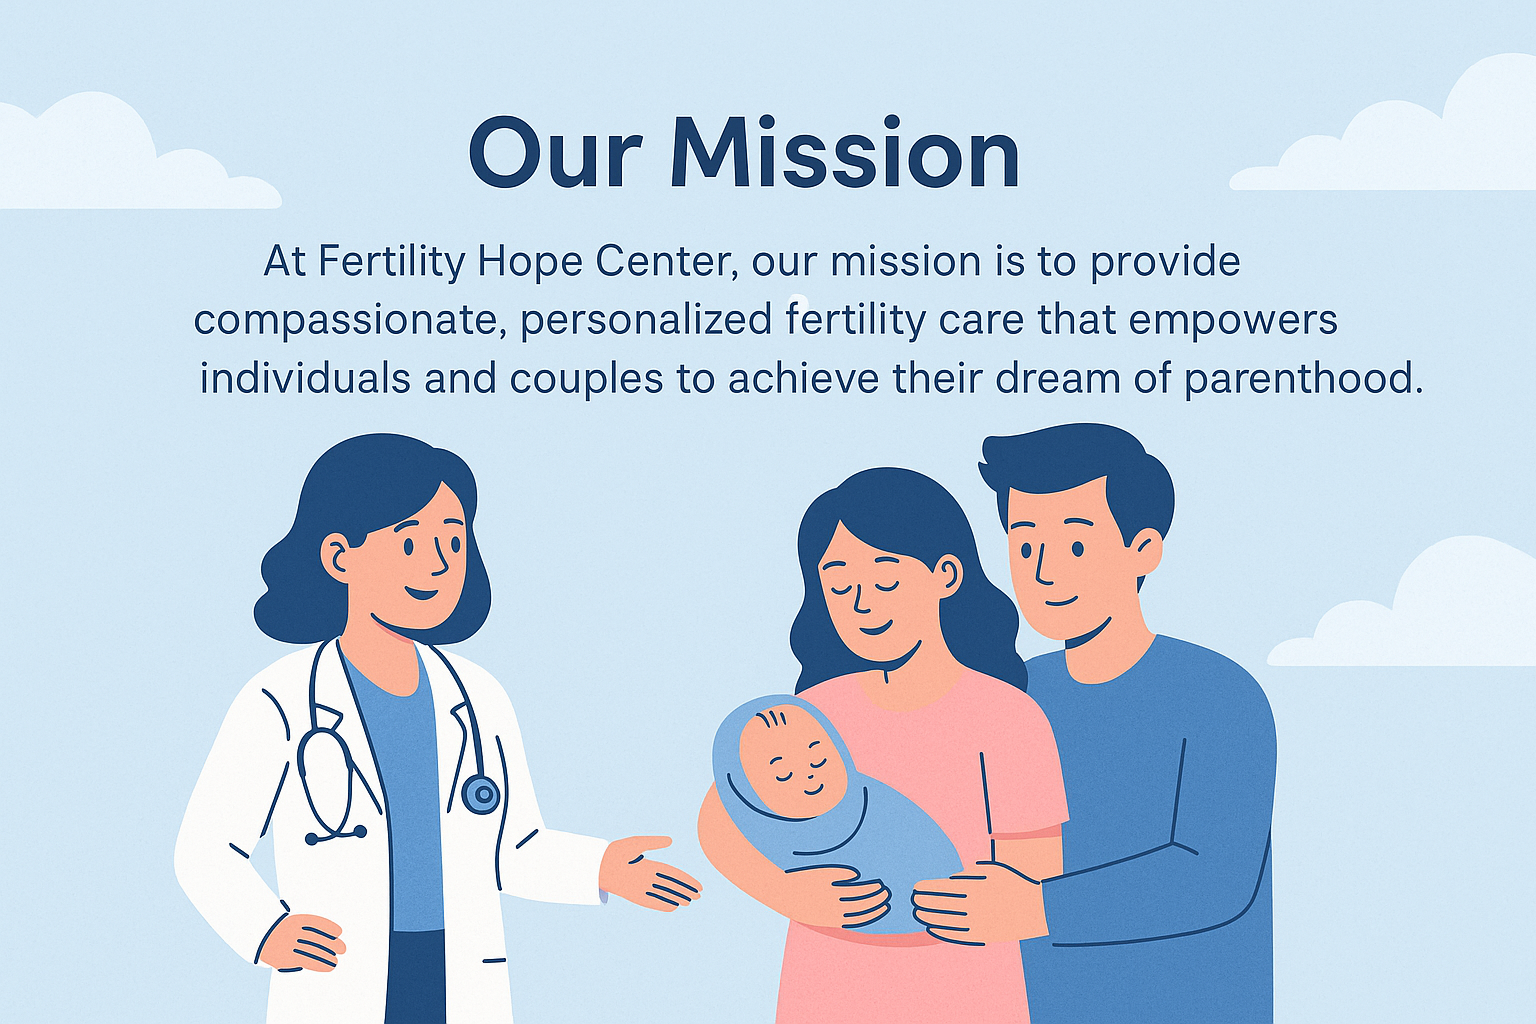 Our Mission
At Fertility Hope Center, our mission is to provide
compassionate, personalized fertility care that empowers
individuals and couples to achieve their dream of parenthood.